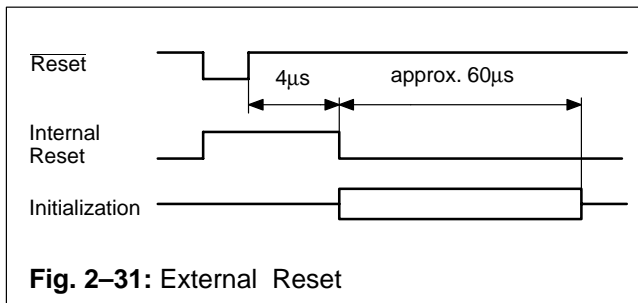 Reset
4μs
approx. 60μs
Internal
Reset
Initialization
Fig. 2–31: External Reset